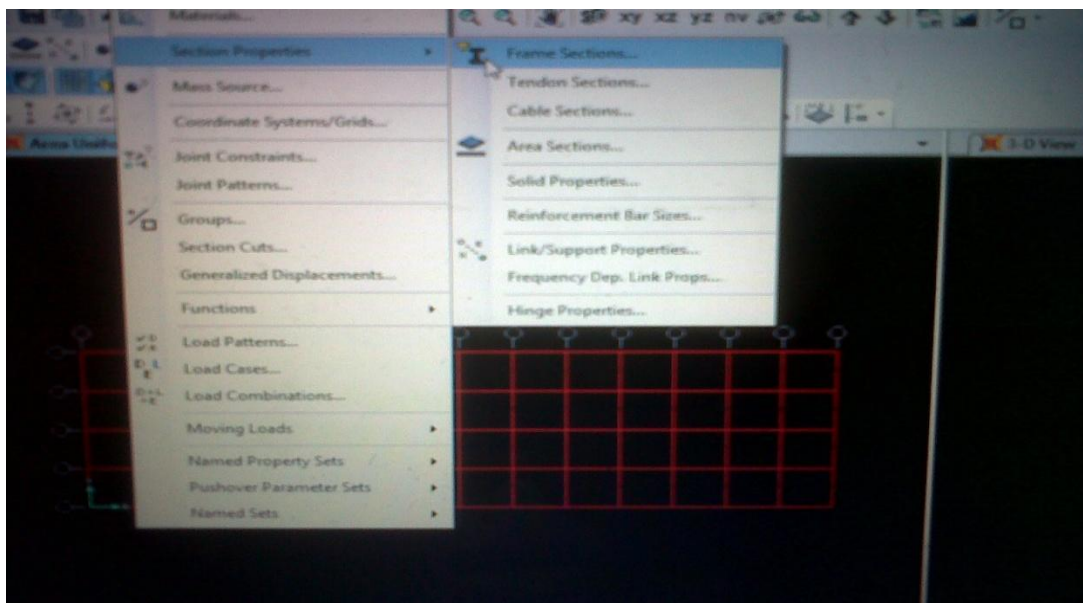 Materials...
xy xz yz nv
Section Properties
Frame Sections...
Mass Source...
Tendon Sections...
Coordinate Systems/Grids...
Cable Sections...
Area
Area Sections...
3-D View
Joint Constraints...
Joint Patterns...
Solid Properties...
Groups...
Reinforcement Bar Sizes...
Section Cuts...
Link/Support Properties...
Generalized Displacements...
Frequency Dep. Link Props...
Functions
Hinge Properties...
Load Patterns...
Load Cases...
Load Combinations...
Moving Loads
Named Property Sets
Pushover Parameter Sets
Named Sets